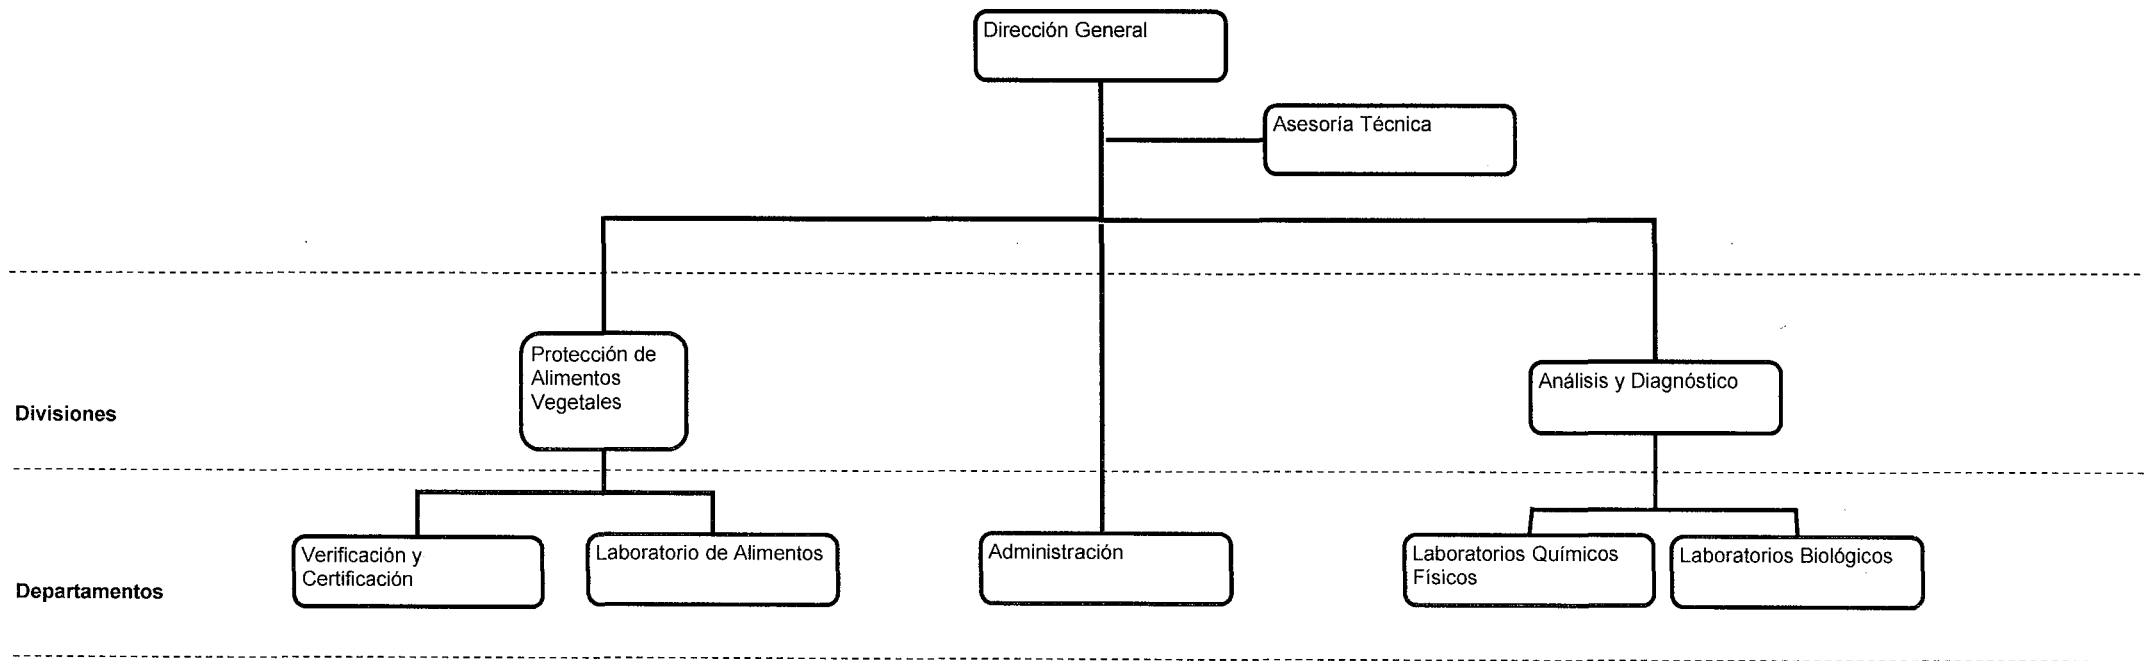 Dirección General
Asesoría Técnica
Protección de
Alimentos
Vegetales
Análisis y Diagnóstico
Divisiones
Verificación y
Certificación
Laboratorio de Alimentos
Administración
Laboratorios Químicos
Físicos
Laboratorios Biológicos
Departamentos